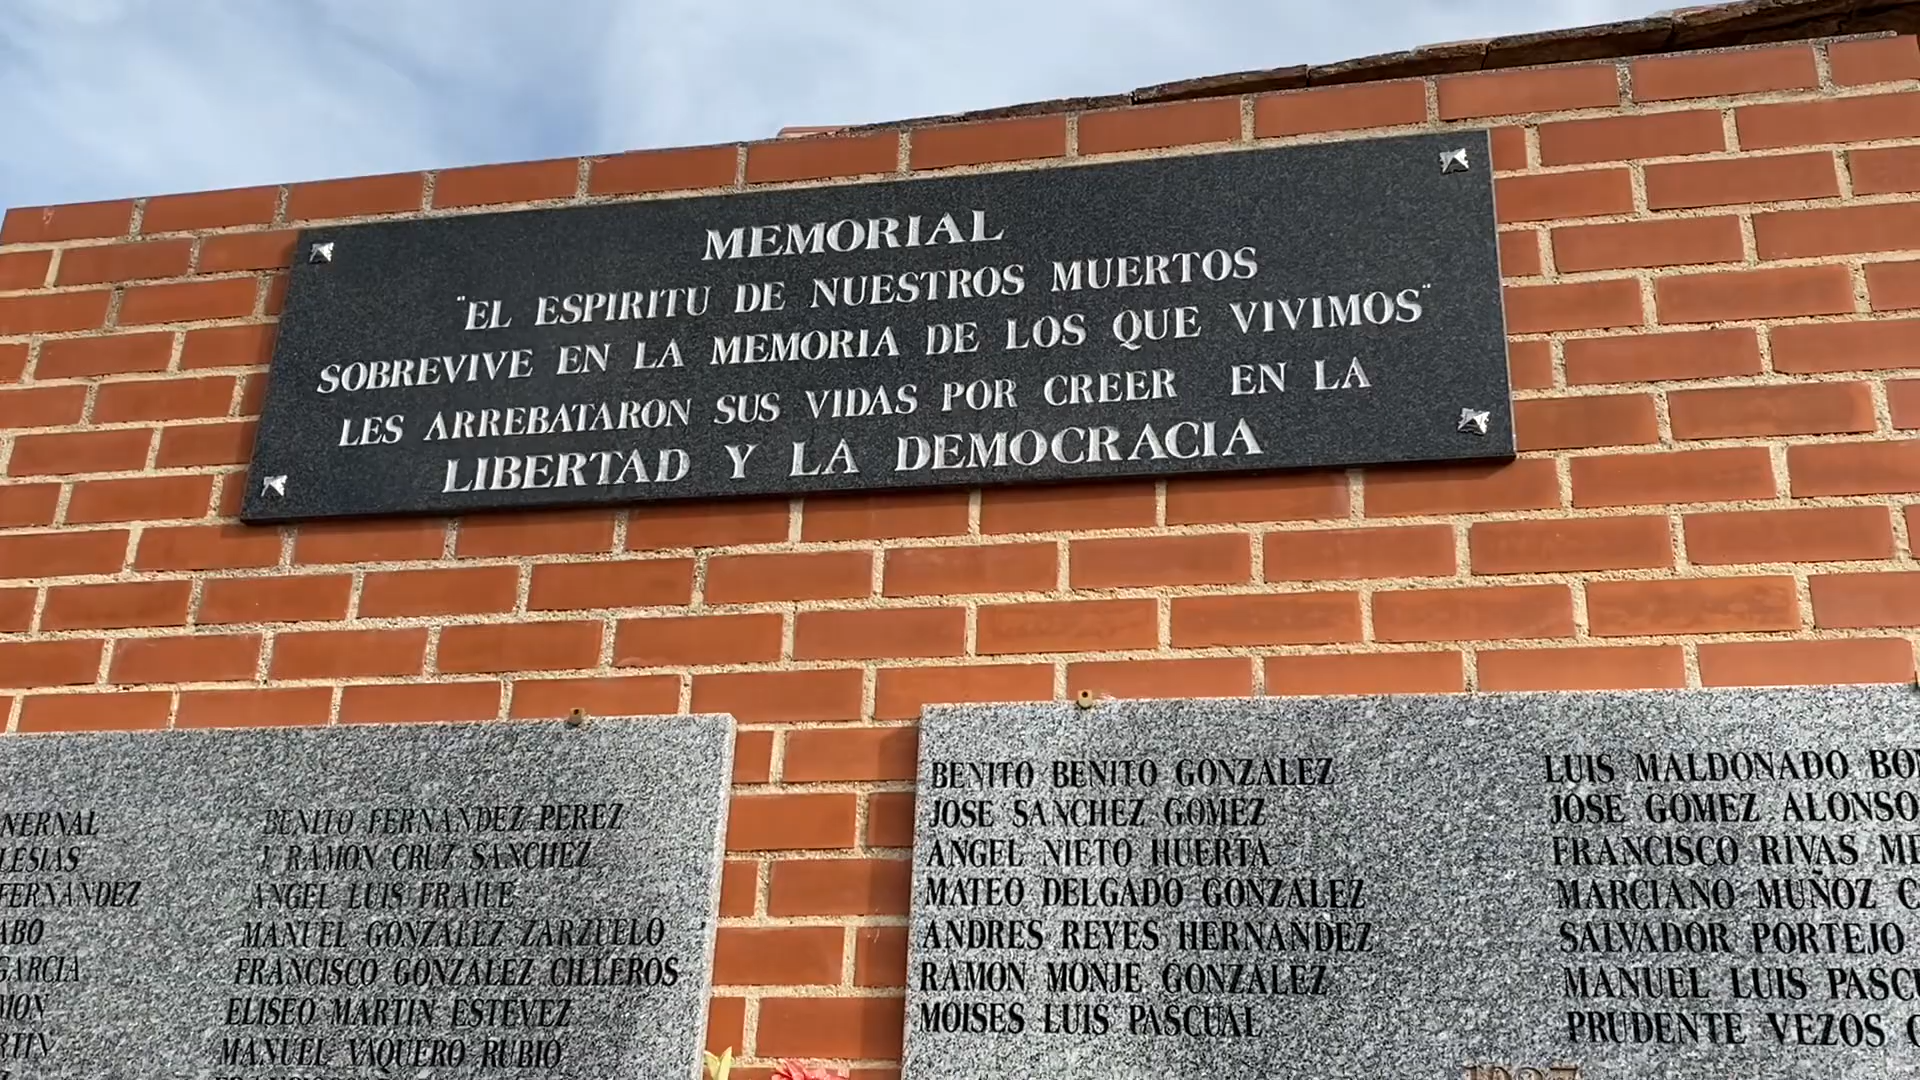 MEMORIAL
"EL ESPIRITU DE NUESTROS MUERTOS
SOBREVIVE EN LA MEMORIA DE LOS QUE VIVIMOS"
LES ARREBATARON SUS VIDAS POR CREER EN LA
LIBERTAD Y LA DEMOCRACIA
FERNANDEZ
GARCIA
BENITO FERNANDEZ PEREZ
J. RAMON CRUZ SANCHEZ
ANGEL LUIS FRAILE
MANUEL GONZALEZ ZARZUELO
FRANCISCO GONZALEZ CILLEROS
ELISEO MARTIN ESTEVEZ
MANUEL VAQUERO RUBIO
BENITO BENITO GONZALEZ
JOSE SANCHEZ GOMEZ
ANGEL NIETO HUERTA
MATEO DELGADO GONZALEZ
ANDRES REYES HERNANDEZ
RAMON MONJE GONZALEZ
MOISES LUIS PASCUAL
LUIS MALDONADO
JOSE GOMEZ ALONSO
FRANCISCO RIVAS
MARCIANO MUÑOZ
SALVADOR PORTEJO
MANUEL LUIS
PRUDENTE VEZOS